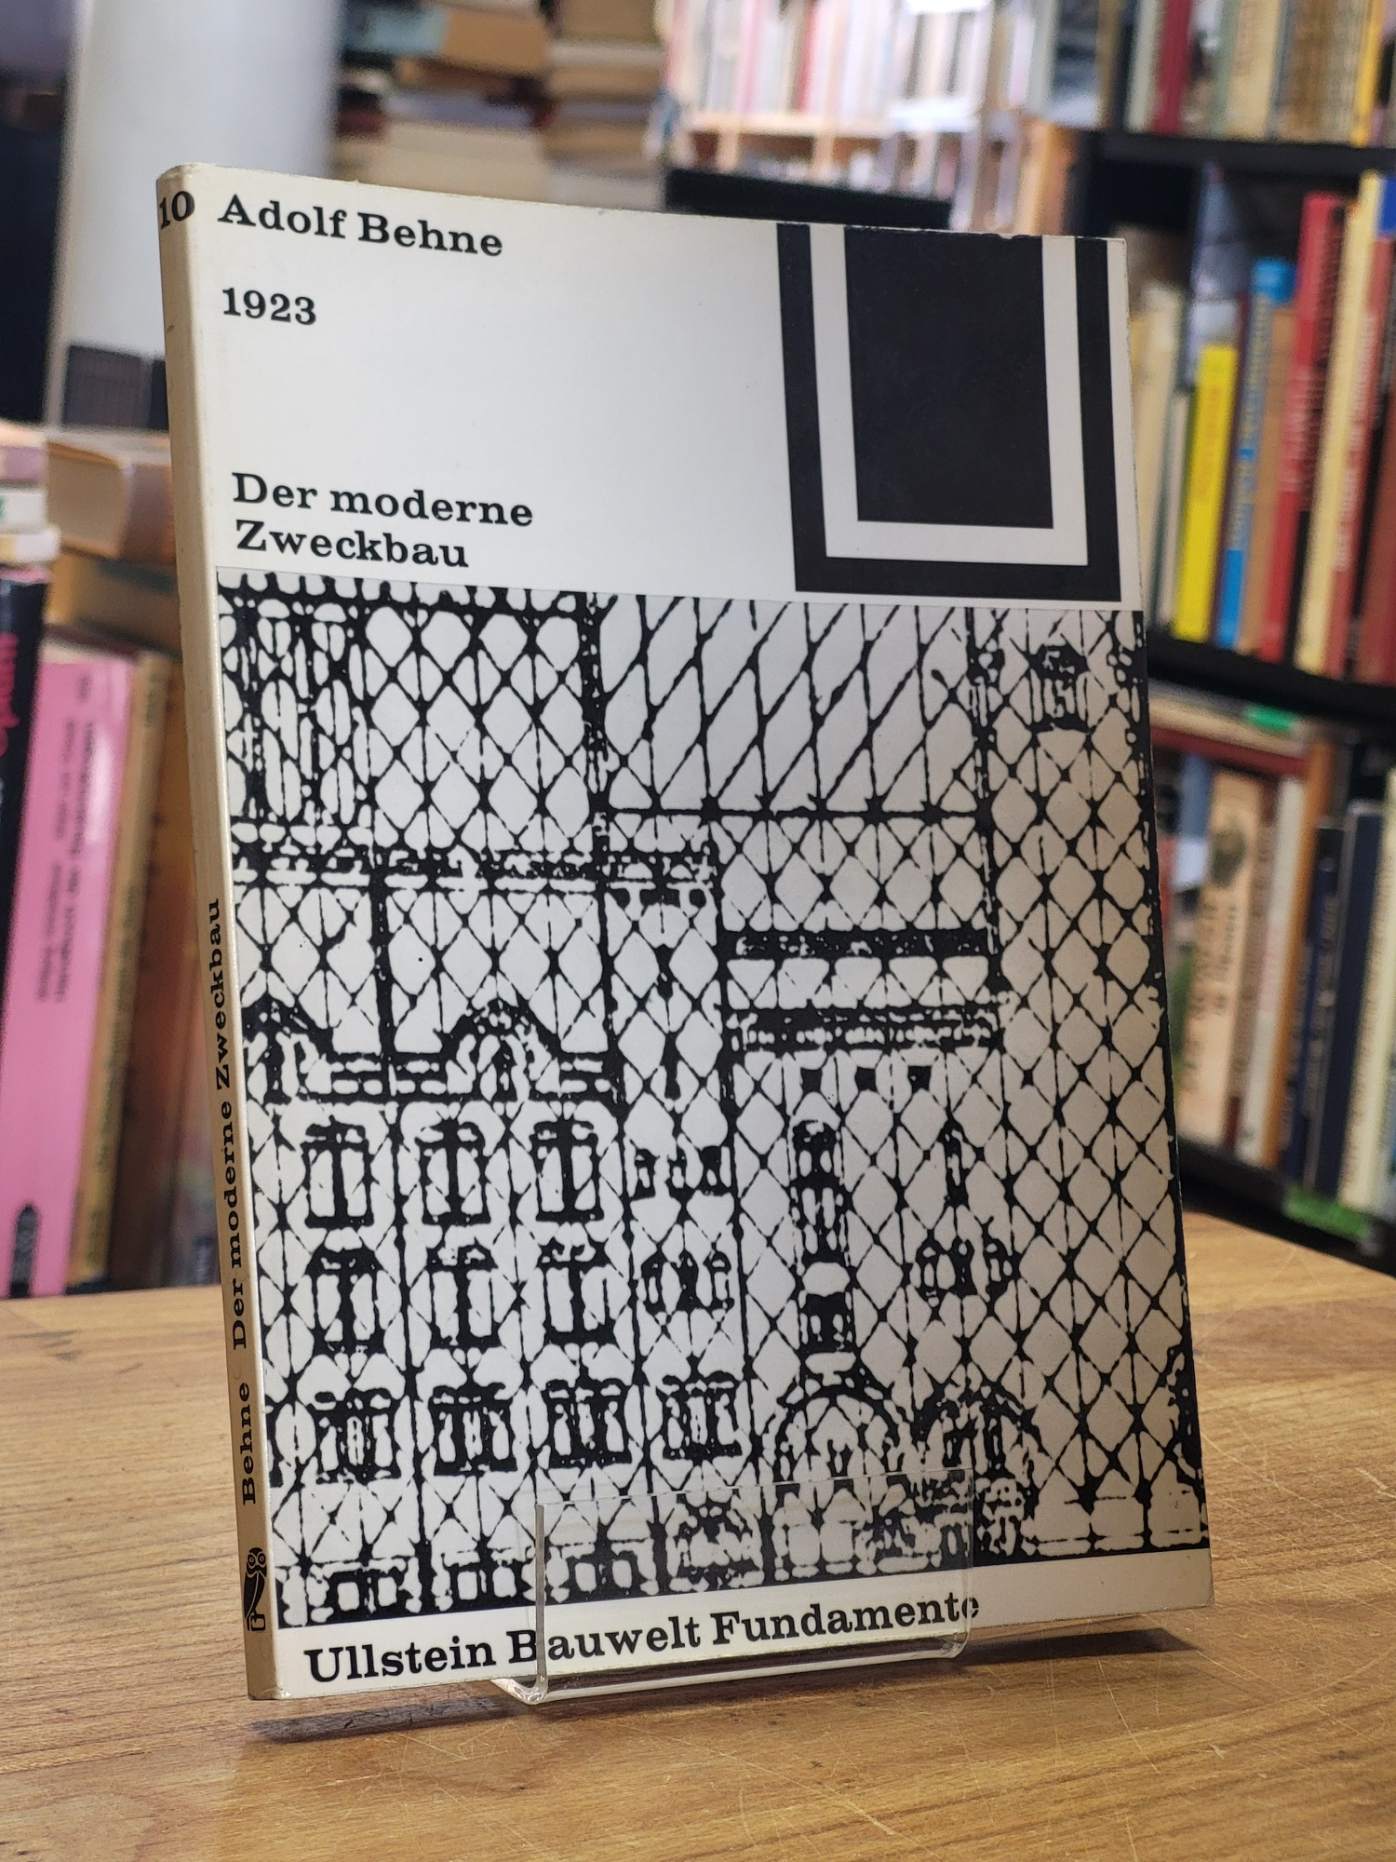 10
Adolf Behne
1923
Der moderne
Zweckbau
Behne Der moderne Zweckbau
Ullstein Bauwelt Fundamente